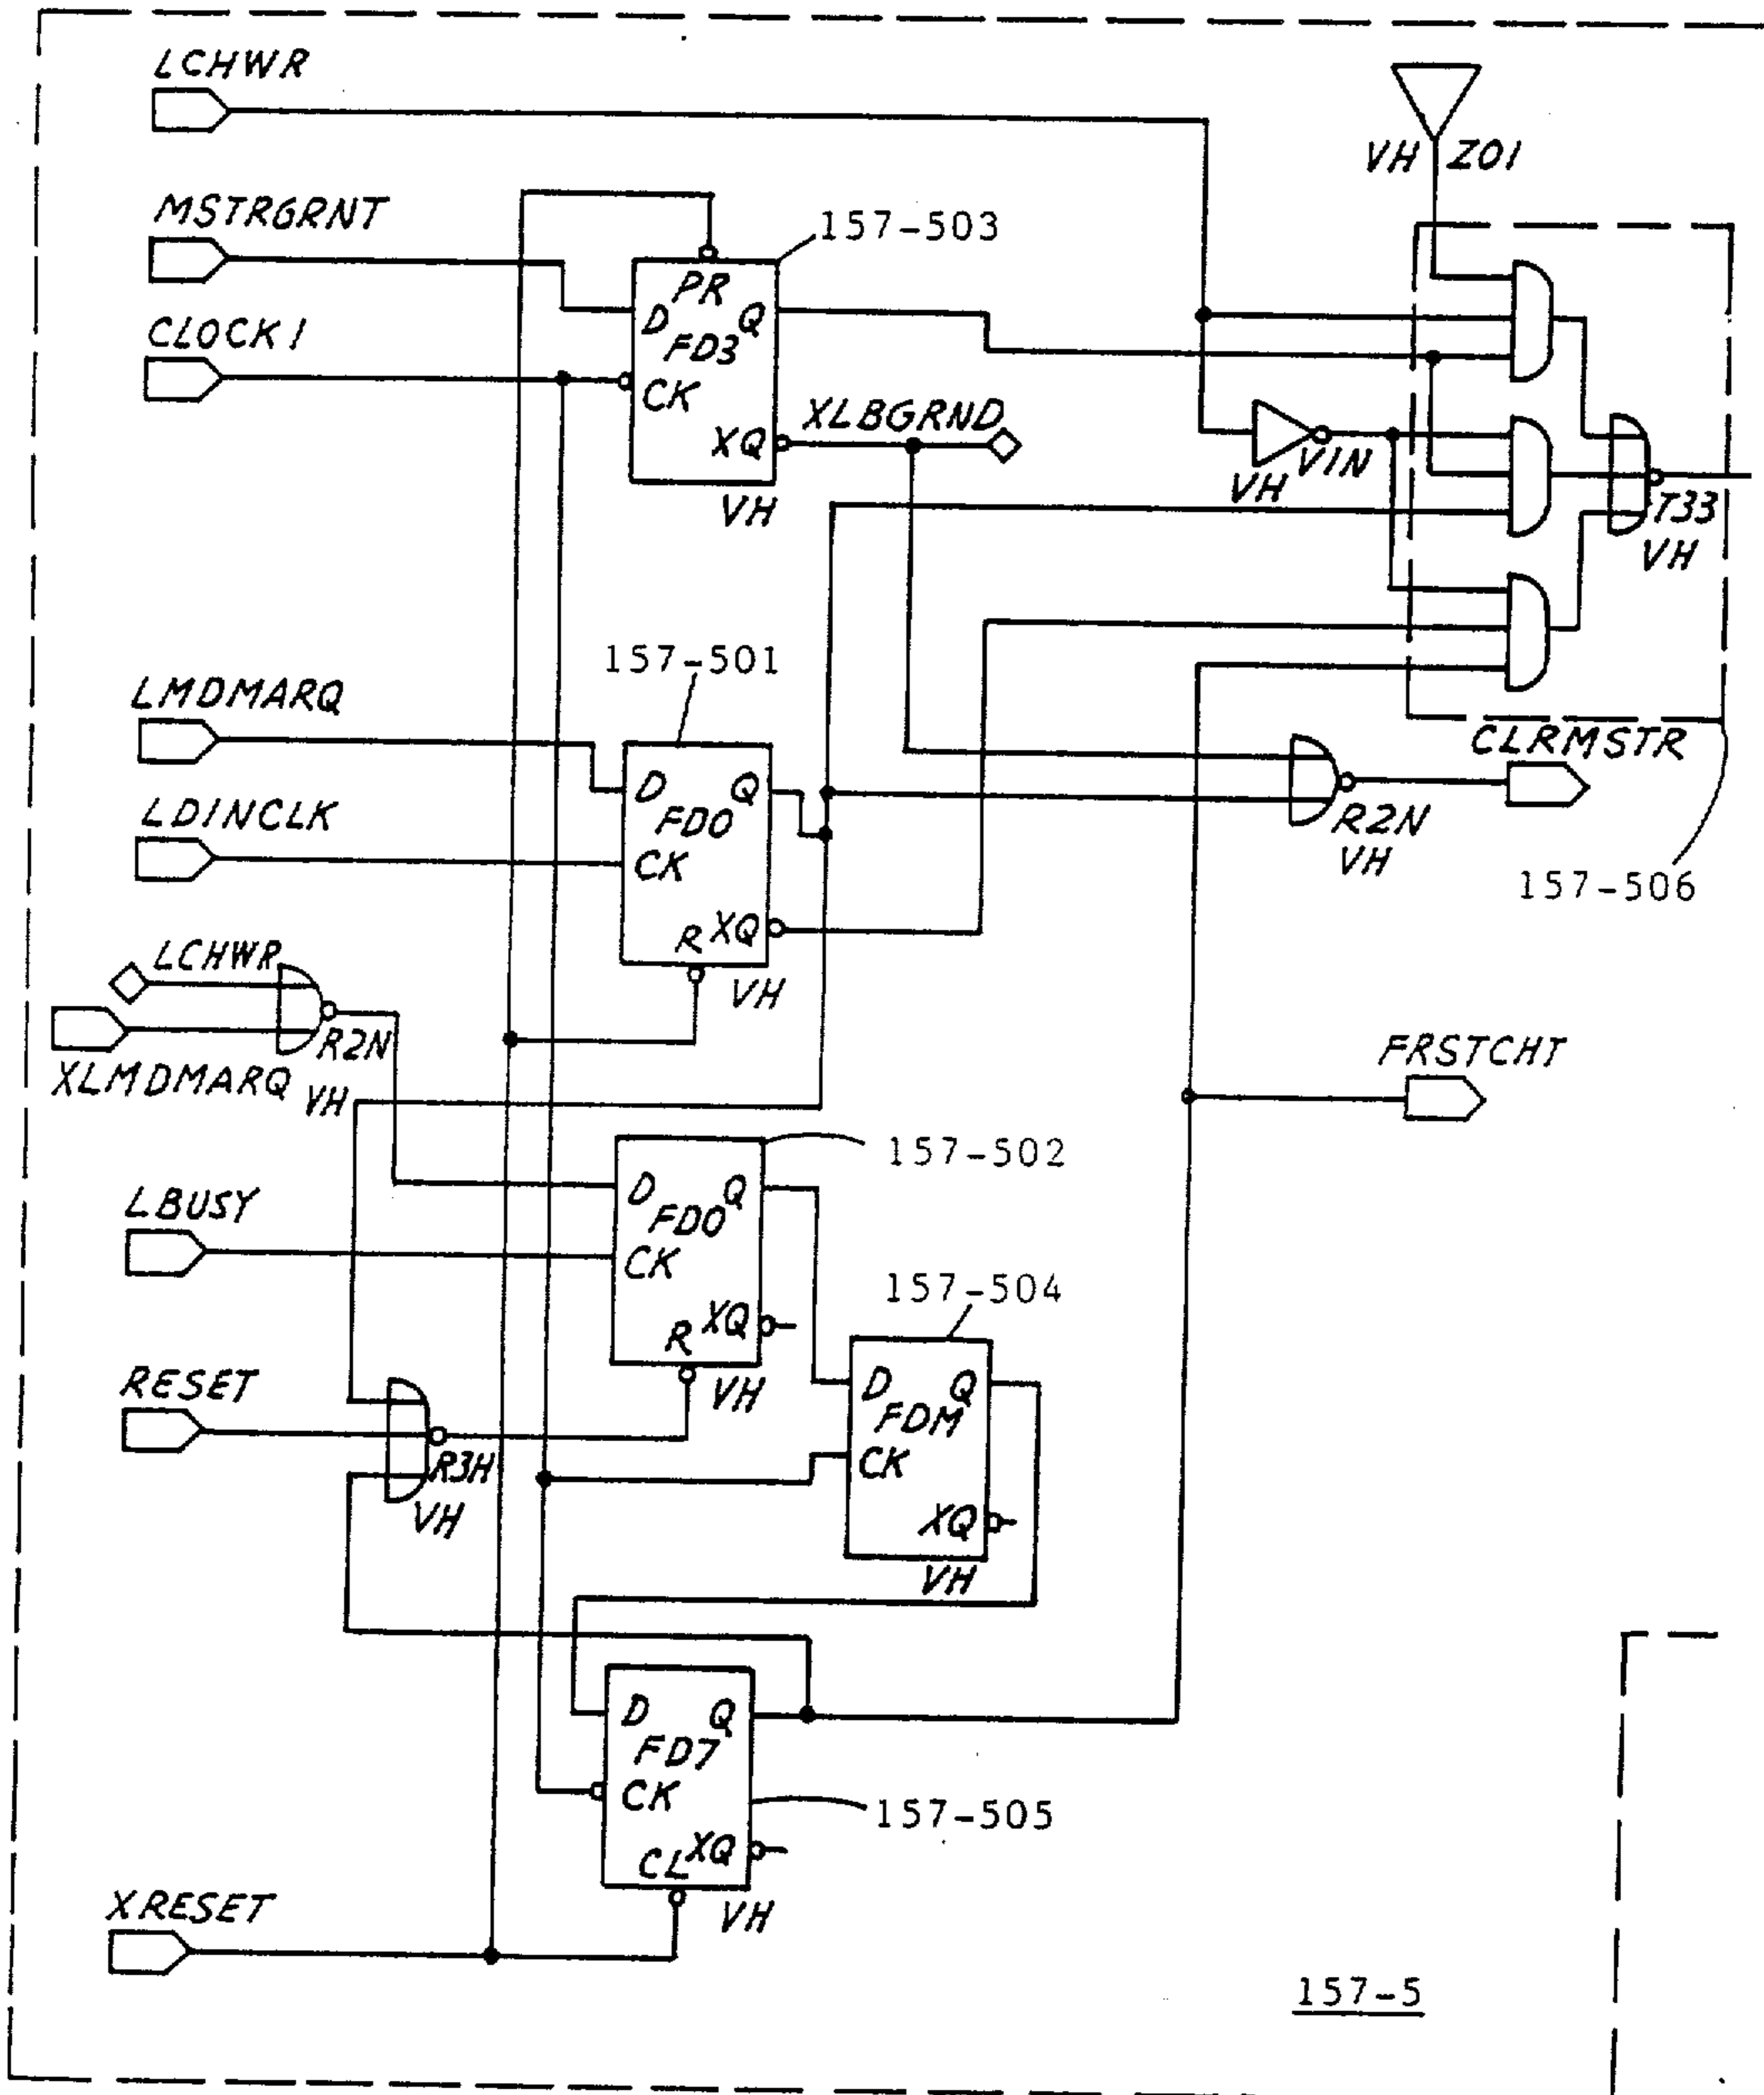 LCHWR
VH Z01
MSTRGRNT
157-503
PR
D Q
FD3
CLOCK1
CK
XLBGRND
XQ
VIN
VH
VH
T33
VH
157-501
LMDMARQ
CLRMSTR
D Q
LDINCLK
FD0
R2N
CK
VH
157-506
R XQ
LCHWR
VH
R2N
FRSTCHT
XLMDMARQ
VH
157-502
D Q
LBUSY
FD0
CK
157-504
R XQ
RESET
VH
D Q
FDM
CK
R3H
VH
XQ
VH
D Q
FD7
CK
157-505
CL XQ
XRESET
VH
157-5